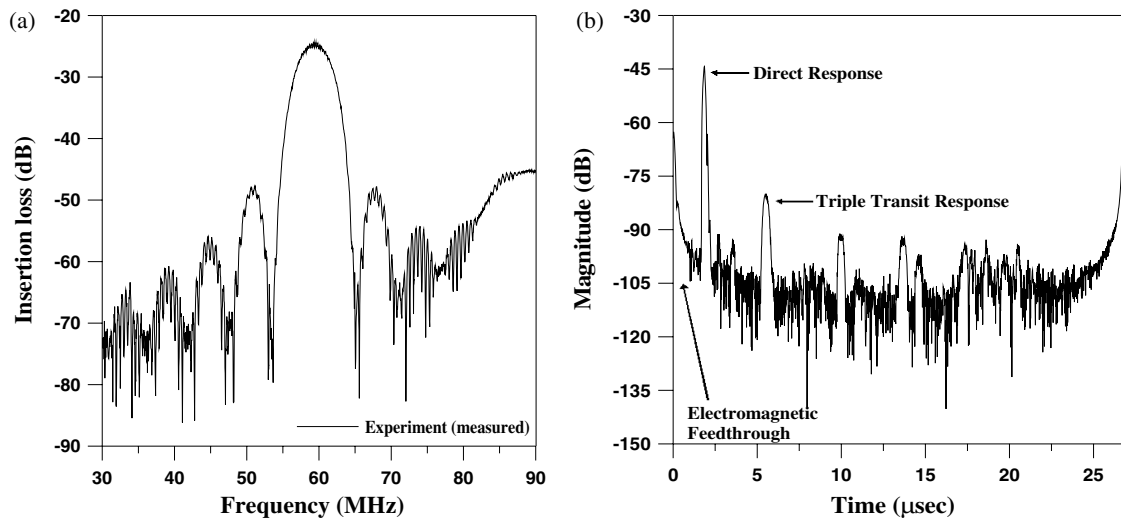 (a)
-20
-30
-40
-50
-60
-70
-80
-90
Insertion loss (dB)
Experiment (measured)
30 40 50 60 70 80 90
Frequency (MHz)
(b)
-30
-45
-60
-75
-90
-105
-120
-135
-150
Magnitude (dB)
Direct Response
Triple Transit Response
Electromagnetic
Feedthrough
0 5 10 15 20 25
Time (μsec)